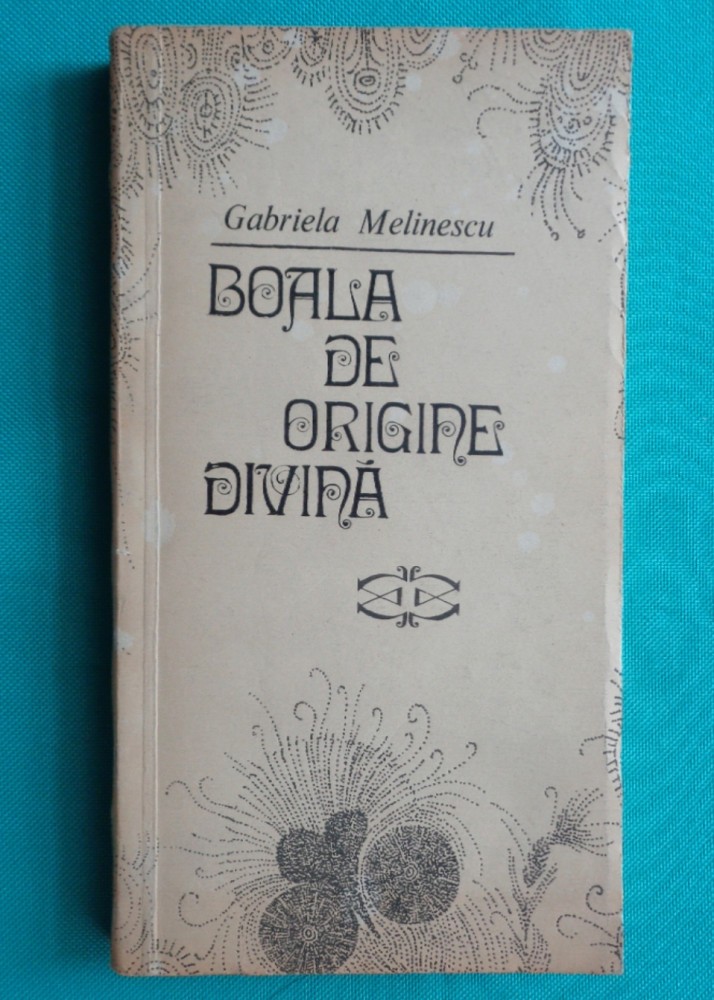 Gabriela Melinescu
BOALA
DE
ORIGINE
DIVINĂ